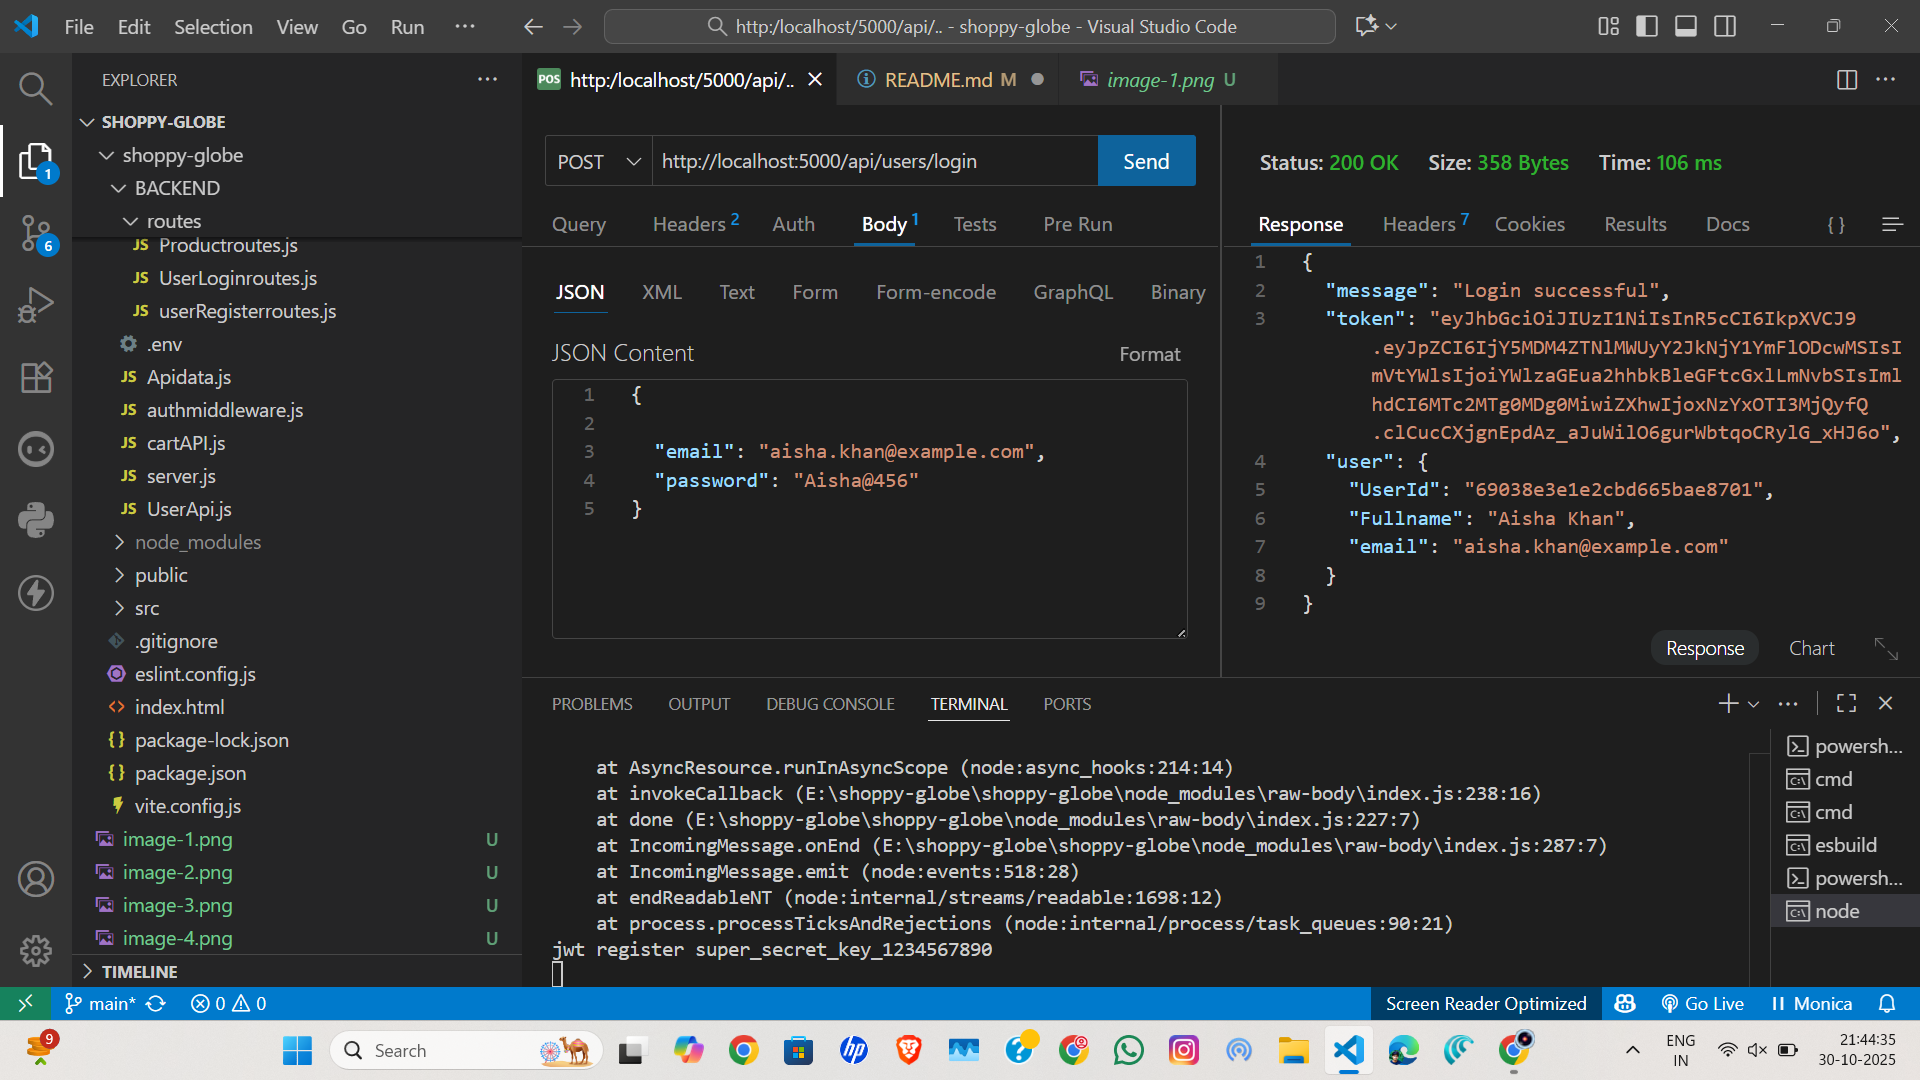 File Edit Selection View Go Run ···
http:/localhost/5000/api/.. - shoppy-globe - Visual Studio Code
EXPLORER
SHOPPY-GLOBE
shoppy-globe
BACKEND
routes
JS Productroutes.js
JS UserLoginroutes.js
JS userRegisterroutes.js
.env
JS Apidata.js
JS authmiddleware.js
JS cartAPI.js
JS server.js
JS UserApi.js
node_modules
public
src
.gitignore
eslint.config.js
index.html
package-lock.json
package.json
vite.config.js
image-1.png U
image-2.png U
image-3.png U
image-4.png U
TIMELINE
1
6
POS http:/localhost/5000/api/..
README.md M
image-1.png U
POST http://localhost:5000/api/users/login Send
Query Headers 2 Auth Body 1 Tests Pre Run
JSON XML Text Form Form-encode GraphQL Binary
JSON Content Format
1 {
2
3 "email": "aisha.khan@example.com",
4 "password": "Aisha@456"
5 }
Status: 200 OK Size: 358 Bytes Time: 106 ms
Response Headers 7 Cookies Results Docs { }
1 {
2 "message": "Login successful",
3 "token": "eyJhbGciOiJIUzI1NiIsInR5cCI6IkpXVCJ9
.eyJpZCI6IjY5MDM4ZTNlMWUyY2JkNjY1YmFlODcwMSIsI
mVtYWlsIjoiYWlzaGEua2hhbkBleGFtcGxlLmNvbSIsIml
hdCI6MTc2MTg0MDg0MiwiZXhwIjoxNzYxOTI3MjQyfQ
.clCucCXjgnEpdAz_aJuWilO6gurWbtqoCRylG_xHJ6o",
4 "user": {
5 "UserId": "69038e3e1e2cbd665bae8701",
6 "Fullname": "Aisha Khan",
7 "email": "aisha.khan@example.com"
8 }
9 }
Response Chart
PROBLEMS OUTPUT DEBUG CONSOLE TERMINAL PORTS
at AsyncResource.runInAsyncScope (node:async_hooks:214:14)
at invokeCallback (E:\shoppy-globe\shoppy-globe\node_modules\raw-body\index.js:238:16)
at done (E:\shoppy-globe\shoppy-globe\node_modules\raw-body\index.js:227:7)
at IncomingMessage.onEnd (E:\shoppy-globe\shoppy-globe\node_modules\raw-body\index.js:287:7)
at IncomingMessage.emit (node:events:518:28)
at endReadableNT (node:internal/streams/readable:1698:12)
at process.processTicksAndRejections (node:internal/process/task_queues:90:21)
jwt register super_secret_key_1234567890
powersh...
cmd
cmd
esbuild
powersh...
node
main* 0 0
Screen Reader Optimized Go Live Monica
9
Search
hp
ENG
IN
21:44:35
30-10-2025